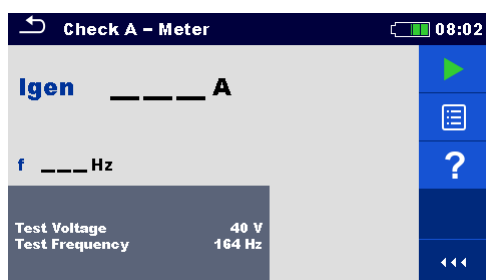 Check A – Meter 08:02
Igen ___ A
f ___ Hz
?
Test Voltage 40 V
Test Frequency 164 Hz